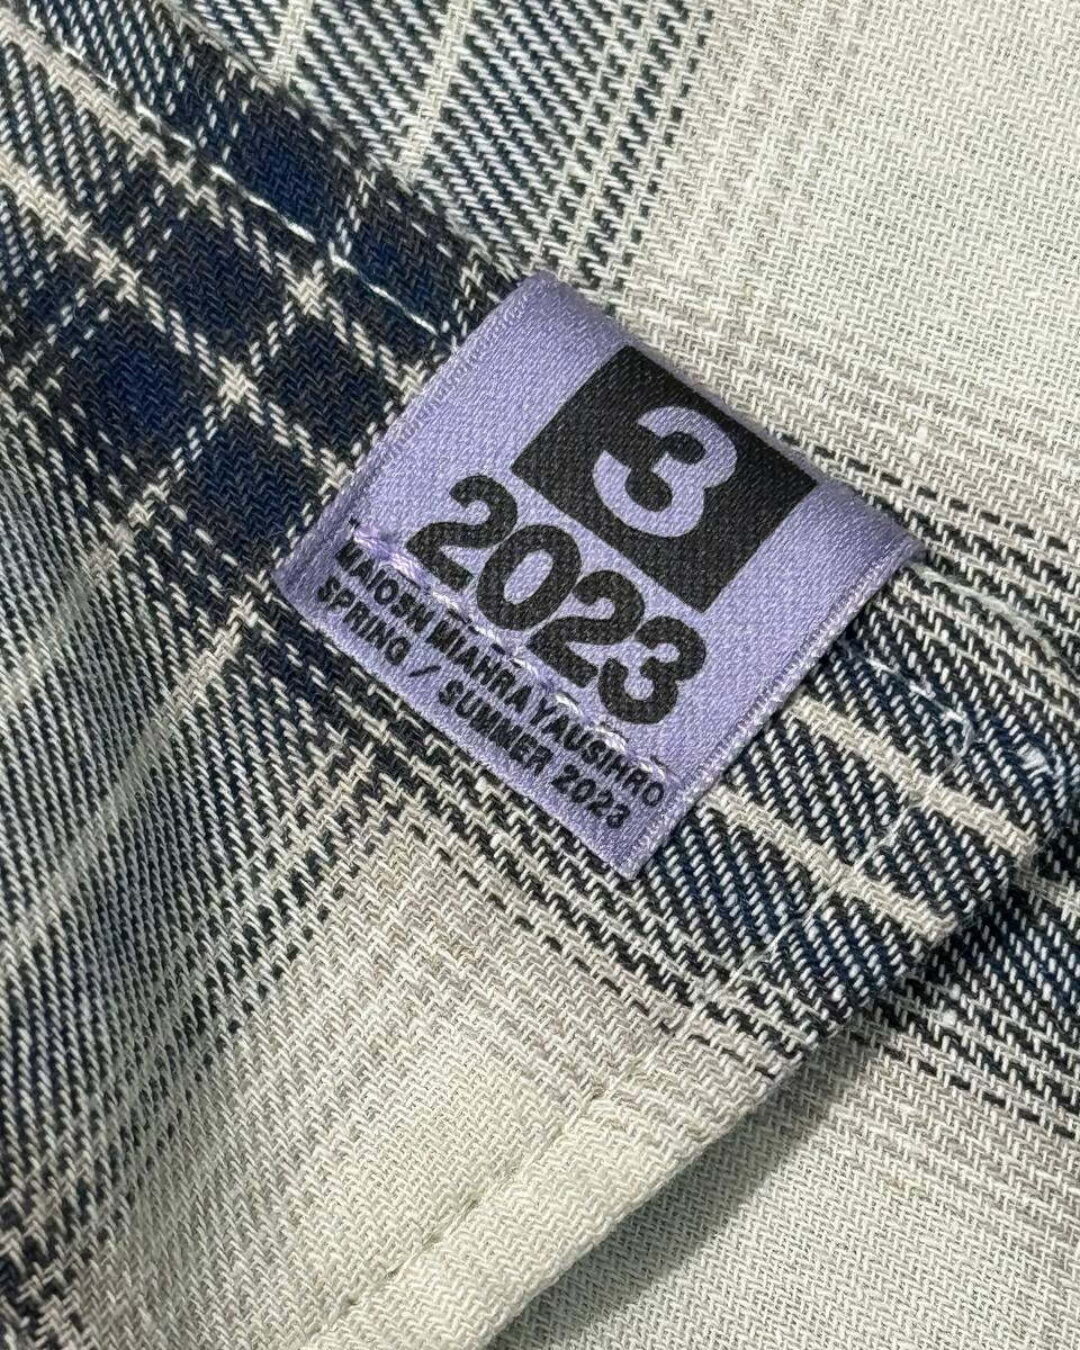 3
2023
MAIOSN MIAHRA YAUSIHRO
SPRING / SUMMER 2023